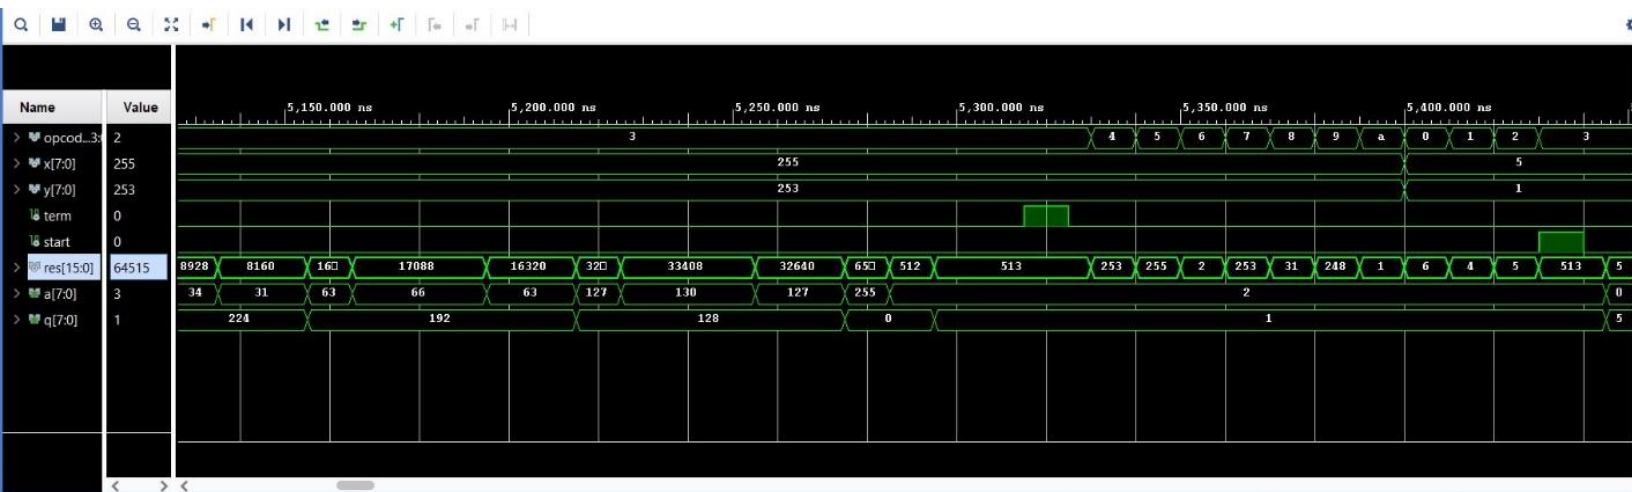 5,150.000 ns 5,200.000 ns 5,250.000 ns 5,300.000 ns 5,350.000 ns 5,400.000 ns
Name Value
opcod...3: 2 3 4 5 6 7 8 9 a 0 1 2 3
x[7:0] 255 255 5
y[7:0] 253 253 1
term 0
start 0
res[15:0] 64515 8928 8160 16 17088 16320 32 33408 32640 65 512 513 253 255 2 253 31 248 1 6 4 5 513 5
a[7:0] 3 34 31 63 66 63 127 130 127 255 2 0
q[7:0] 1 224 192 128 0 1 5